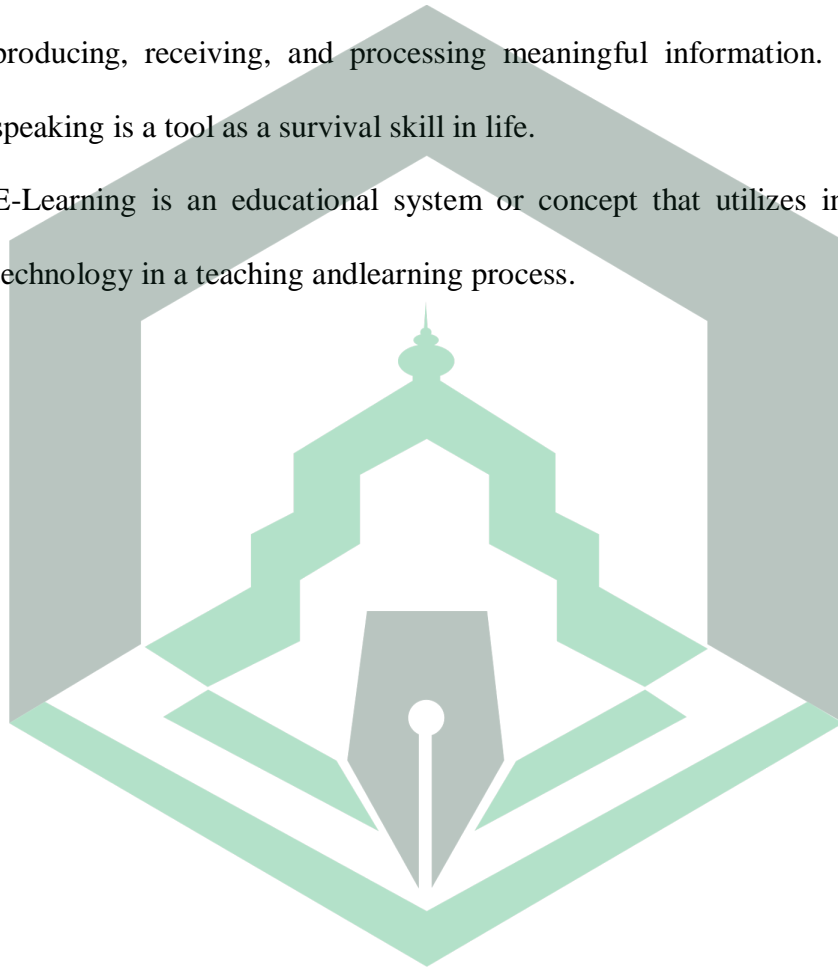 producing, receiving, and processing meaningful information.
speaking is a tool as a survival skill in life.
E-Learning is an educational system or concept that utilizes in
technology in a teaching andlearning process.